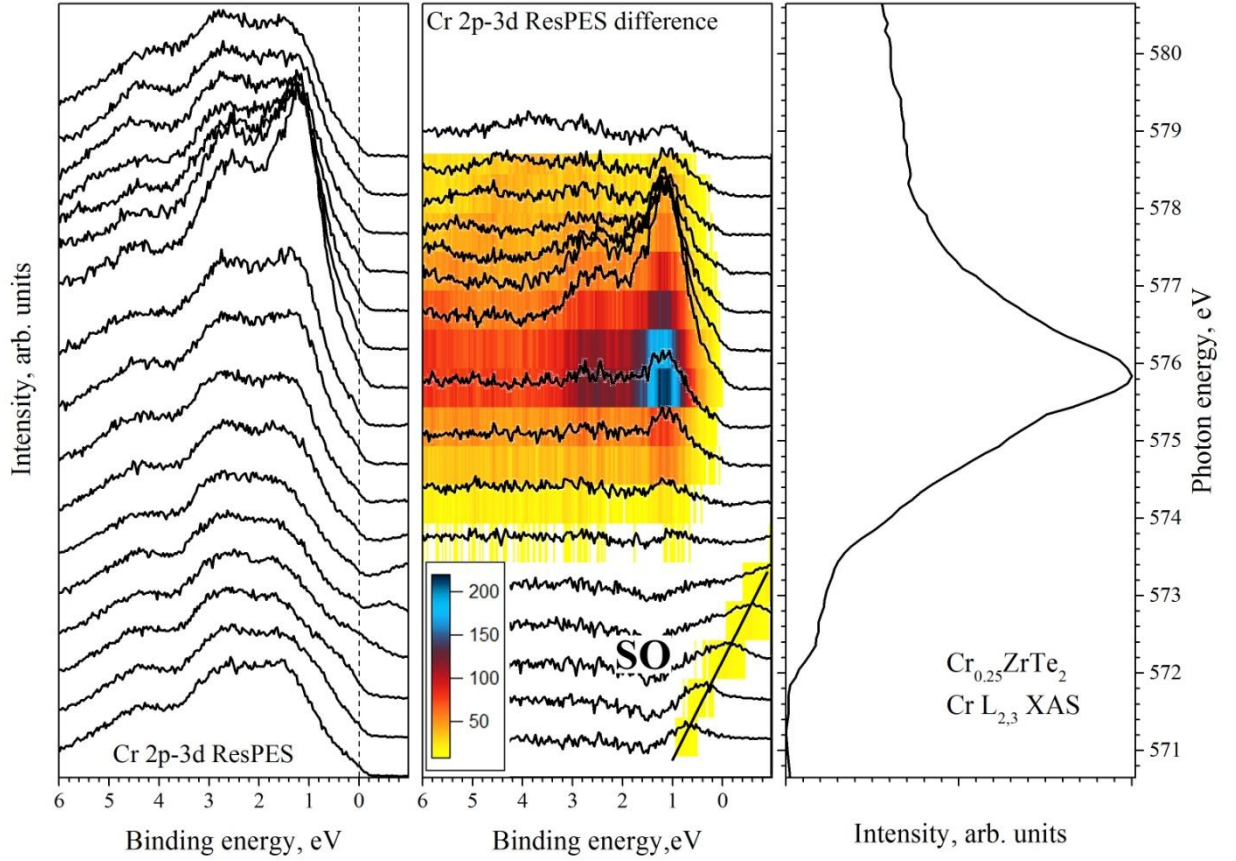 Cr 2p-3d ResPES difference
Intensity, arb. units
Cr 2p-3d ResPES
6 5 4 3 2 1 0
Binding energy, eV
SO
200
150
100
50
6 5 4 3 2 1 0
Binding energy,eV
Cr0.25ZrTe2
Cr L2,3 XAS
Intensity, arb. units
580
579
578
577
576
575
574
573
572
571
Photon energy, eV